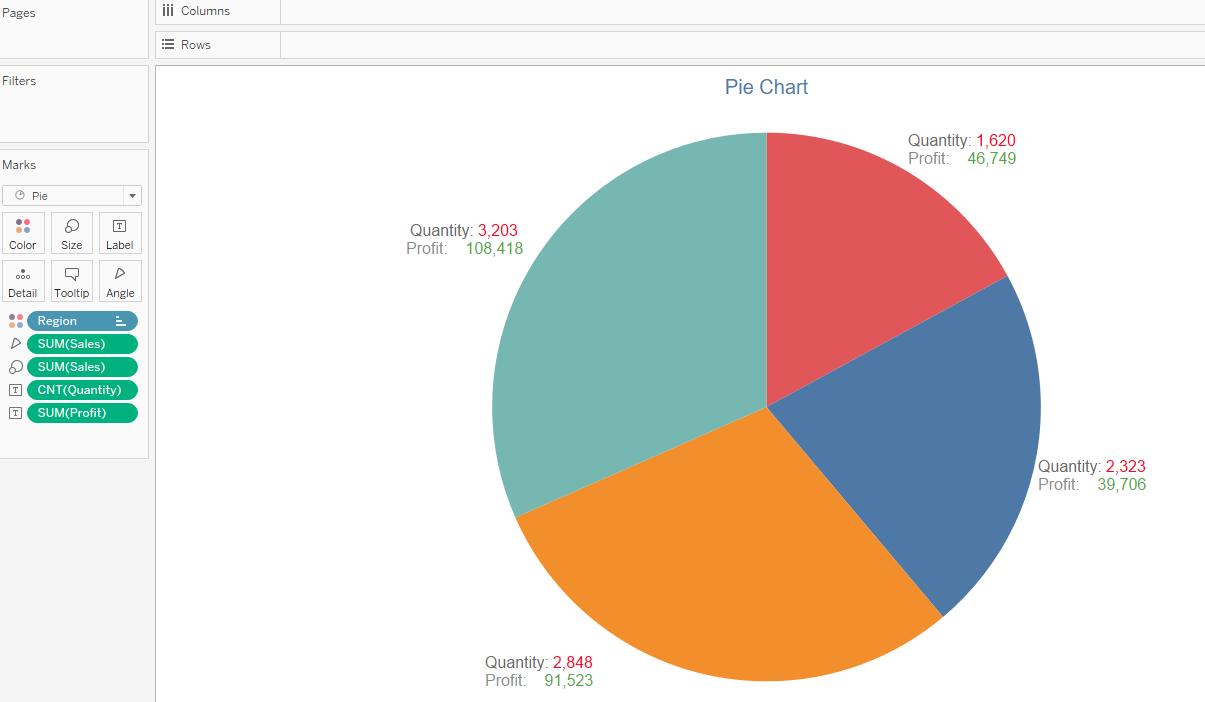 Pages
Columns
Rows
Filters
Marks
Pie
Color
Size
Label
Detail
Tooltip
Angle
Region
SUM(Sales)
SUM(Sales)
CNT(Quantity)
SUM(Profit)
Pie Chart
Quantity: 1,620
Profit: 46,749
Quantity: 3,203
Profit: 108,418
Quantity: 2,323
Profit: 39,706
Quantity: 2,848
Profit: 91,523